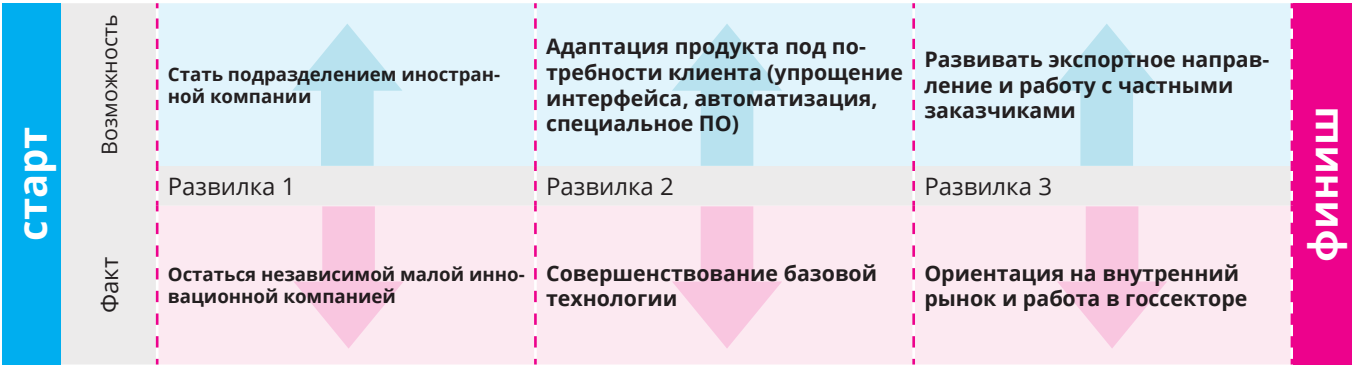 старт
Возможность
Стать подразделением иностран-
ной компании
Адаптация продукта под по-
требности клиента (упрощение
интерфейса, автоматизация,
специальное ПО)
Развивать экспортное направ-
ление и работу с частными
заказчиками
Развилка 1
Развилка 2
Развилка 3
Факт
Остаться независимой малой инно-
вационной компанией
Совершенствование базовой
технологии
Ориентация на внутренний
рынок и работа в госсекторе
финиш